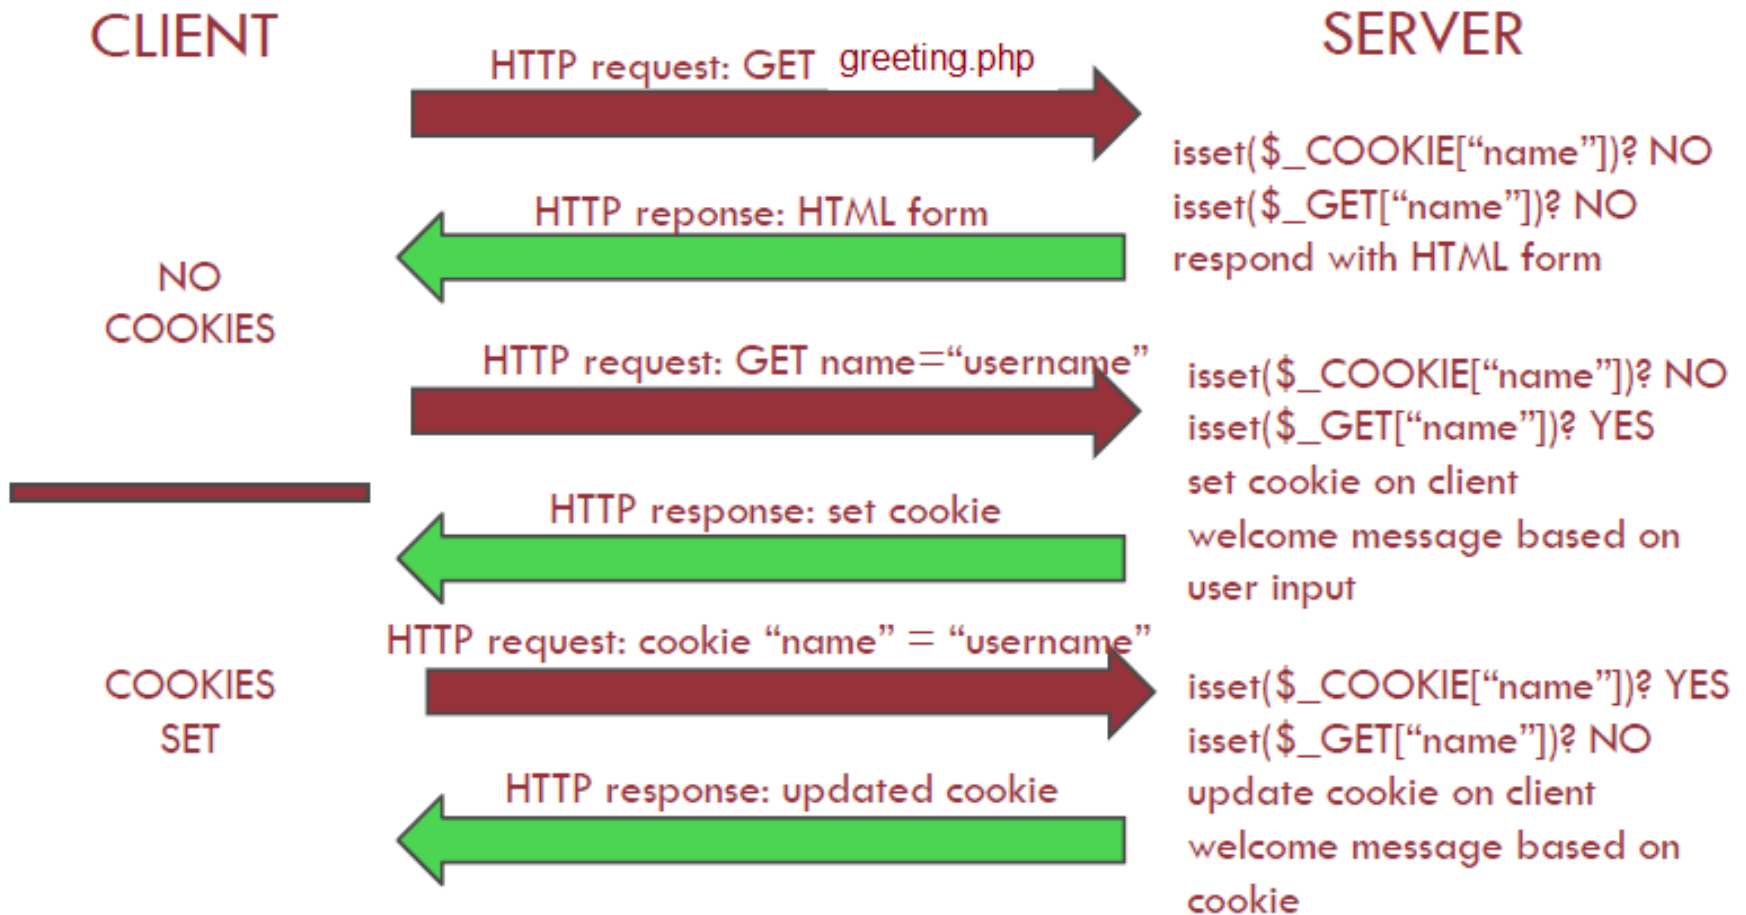 CLIENT
SERVER
HTTP request: GET greeting.php
isset($_COOKIE[“name”])? NO
isset($_GET[“name”])? NO
respond with HTML form
HTTP reponse: HTML form
NO
COOKIES
HTTP request: GET name=“username”
isset($_COOKIE[“name”])? NO
isset($_GET[“name”])? YES
set cookie on client
welcome message based on
user input
HTTP response: set cookie
HTTP request: cookie “name” = “username”
COOKIES
SET
isset($_COOKIE[“name”])? YES
isset($_GET[“name”])? NO
update cookie on client
welcome message based on
cookie
HTTP response: updated cookie